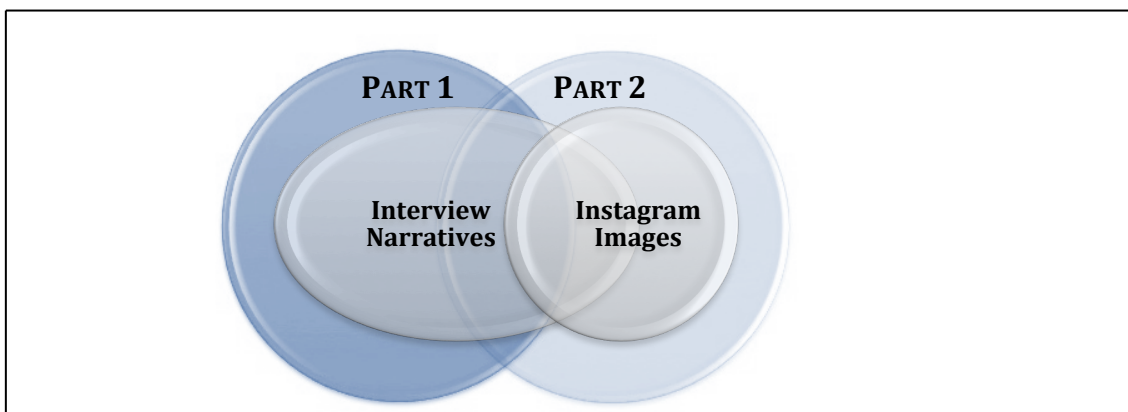 PART 1
PART 2
Interview
Narratives
Instagram
Images